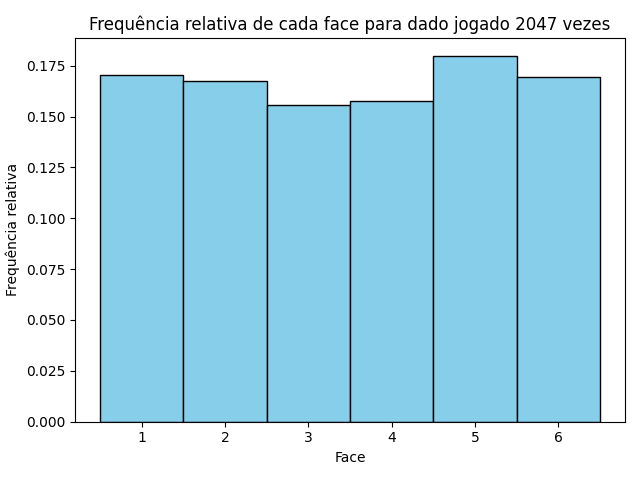 Frequência relativa de cada face para dado jogado 2047 vezes
0.175
0.150
0.125
0.100
0.075
0.050
0.025
0.000
Frequência relativa
1 2 3 4 5 6
Face